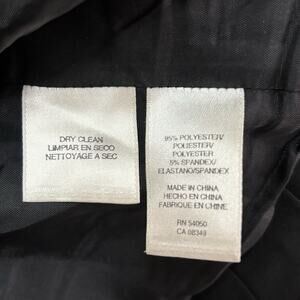 DRY CLEAN
LIMPIAR EN SECO
NETTOYAGE A SEC
95% POLYESTER/
POLIESTER/
POLYESTER
5% SPANDEX/
ELASTANO/SPANDEX
MADE IN CHINA
HECHO EN CHINA
FABRIQUE EN CHINE
RN 54050
CA 08349